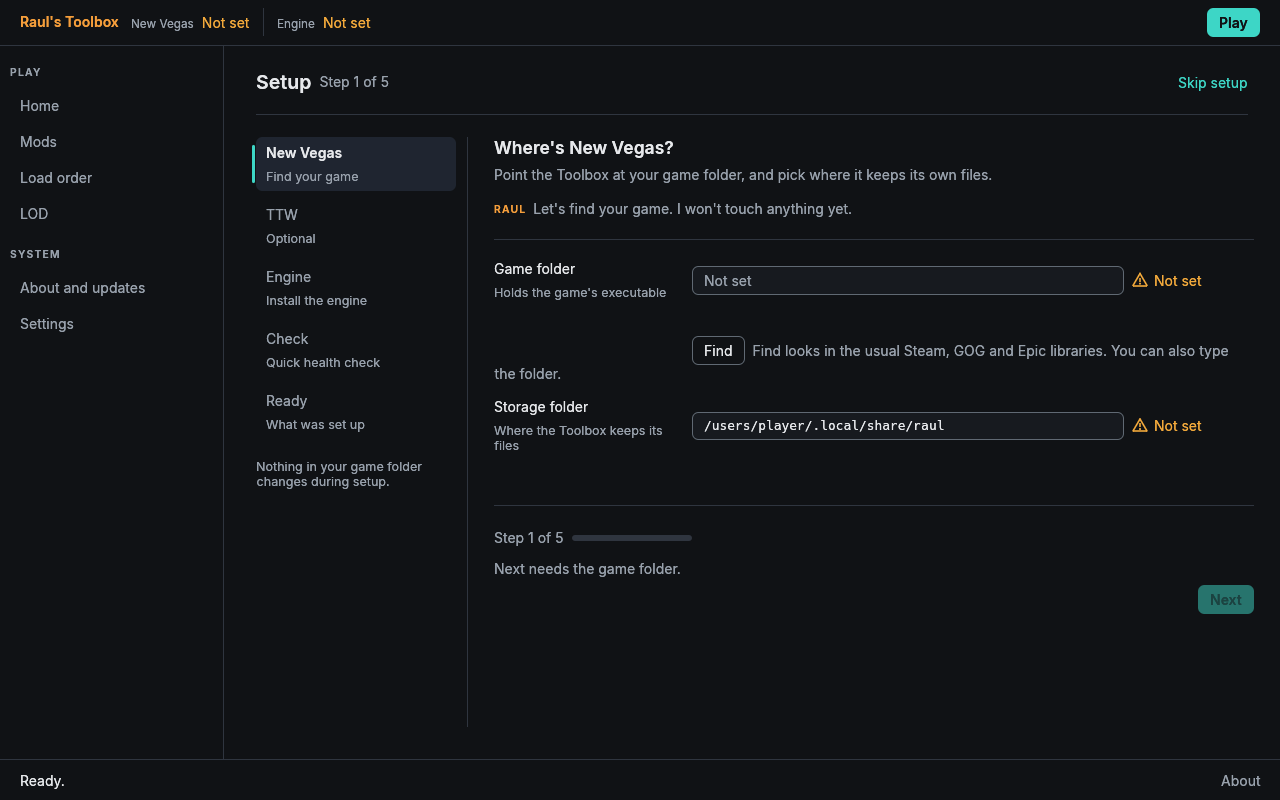 Raul's Toolbox New Vegas Not set Engine Not set Play
PLAY
Home
Mods
Load order
LOD
SYSTEM
About and updates
Settings
Setup Step 1 of 5 Skip setup
New Vegas
Find your game
TTW
Optional
Engine
Install the engine
Check
Quick health check
Ready
What was set up
Nothing in your game folder
changes during setup.
Where's New Vegas?
Point the Toolbox at your game folder, and pick where it keeps its own files.
RAUL Let's find your game. I won't touch anything yet.
Game folder
Holds the game's executable
Not set Not set
Find Find looks in the usual Steam, GOG and Epic libraries. You can also type
the folder.
Storage folder
Where the Toolbox keeps its
files
/users/player/.local/share/raul Not set
Step 1 of 5
Next needs the game folder.
Next
Ready. About